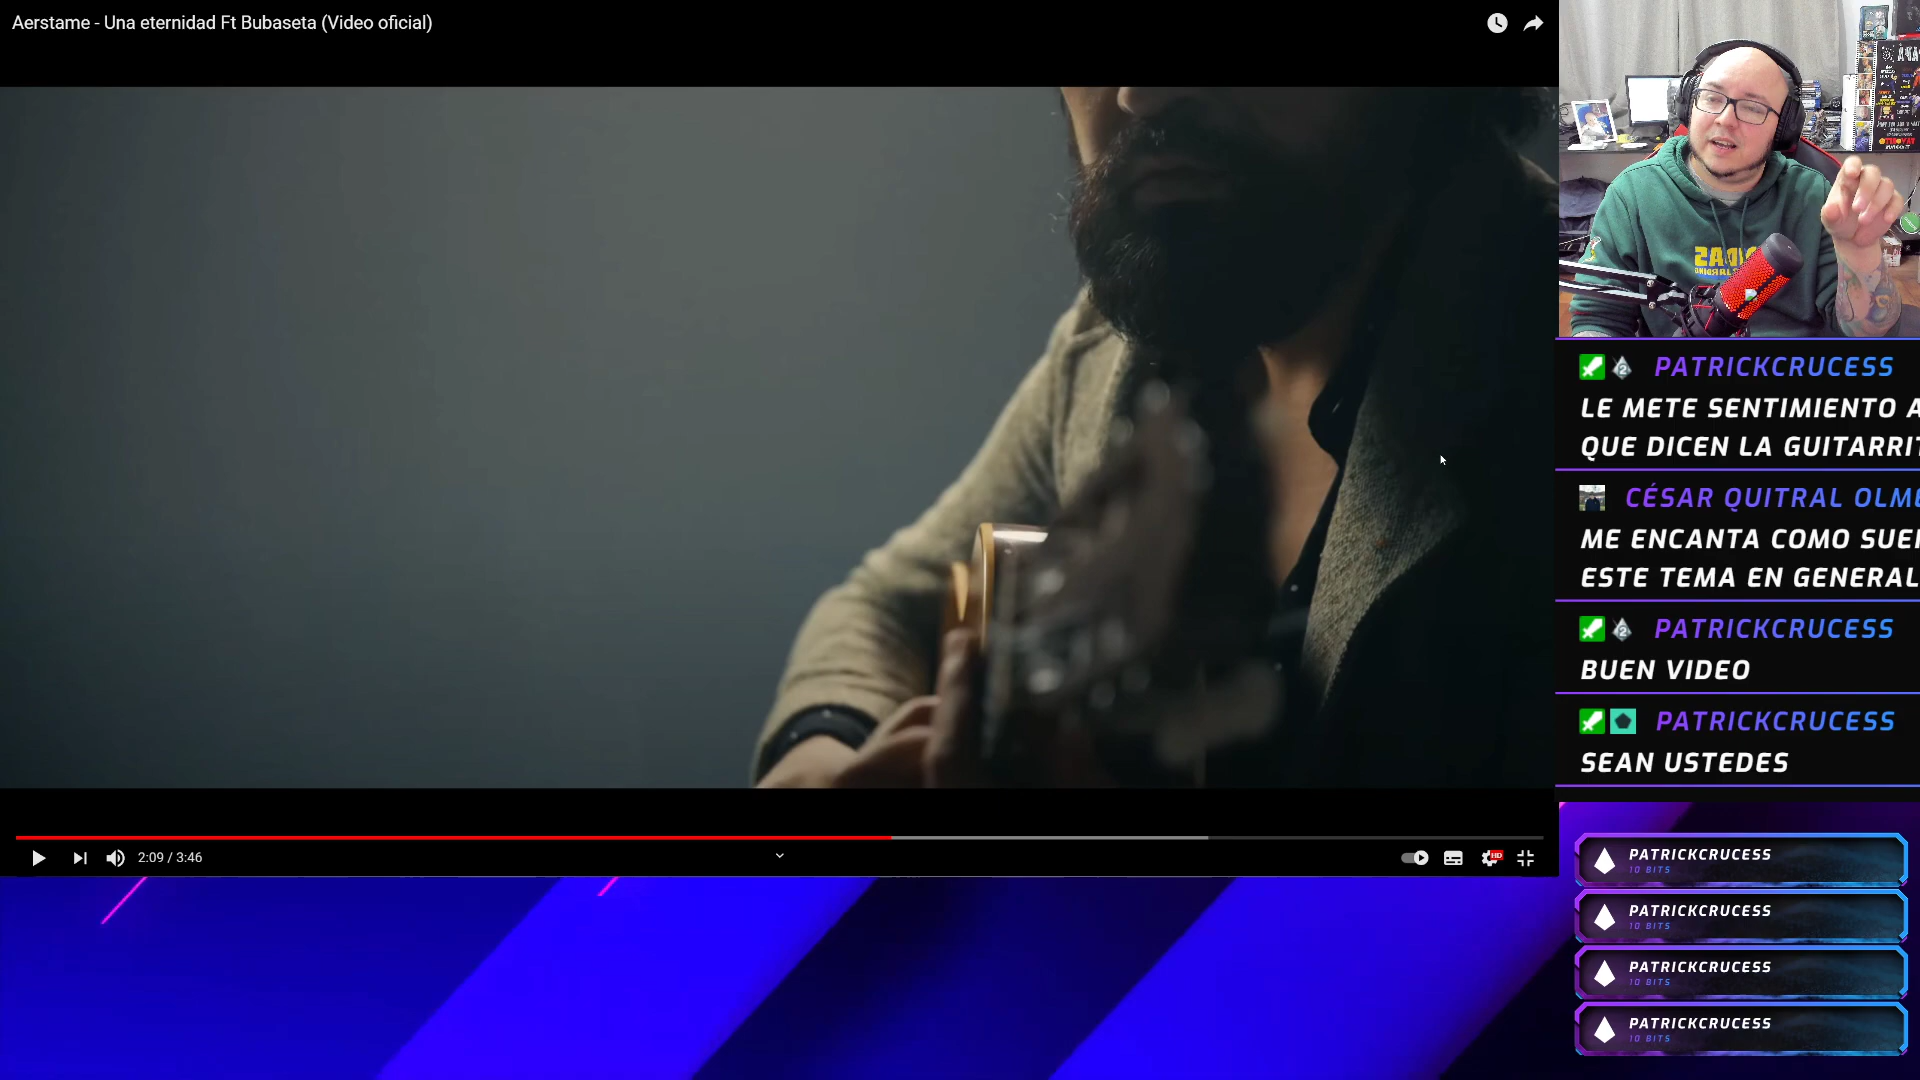 Aerstame - Una eternidad Ft Bubaseta (Video oficial)
PATRICKCRUCESS
LE METE SENTIMIENTO A
QUE DICEN LA GUITARRIT
CÉSAR QUITRAL OLM
ME ENCANTA COMO SUE
ESTE TEMA EN GENERAL
PATRICKCRUCESS
BUEN VIDEO
PATRICKCRUCESS
SEAN USTEDES
2:09 / 3:46
HD
PATRICKCRUCESS
10 BITS
PATRICKCRUCESS
10 BITS
PATRICKCRUCESS
10 BITS
PATRICKCRUCESS
10 BITS